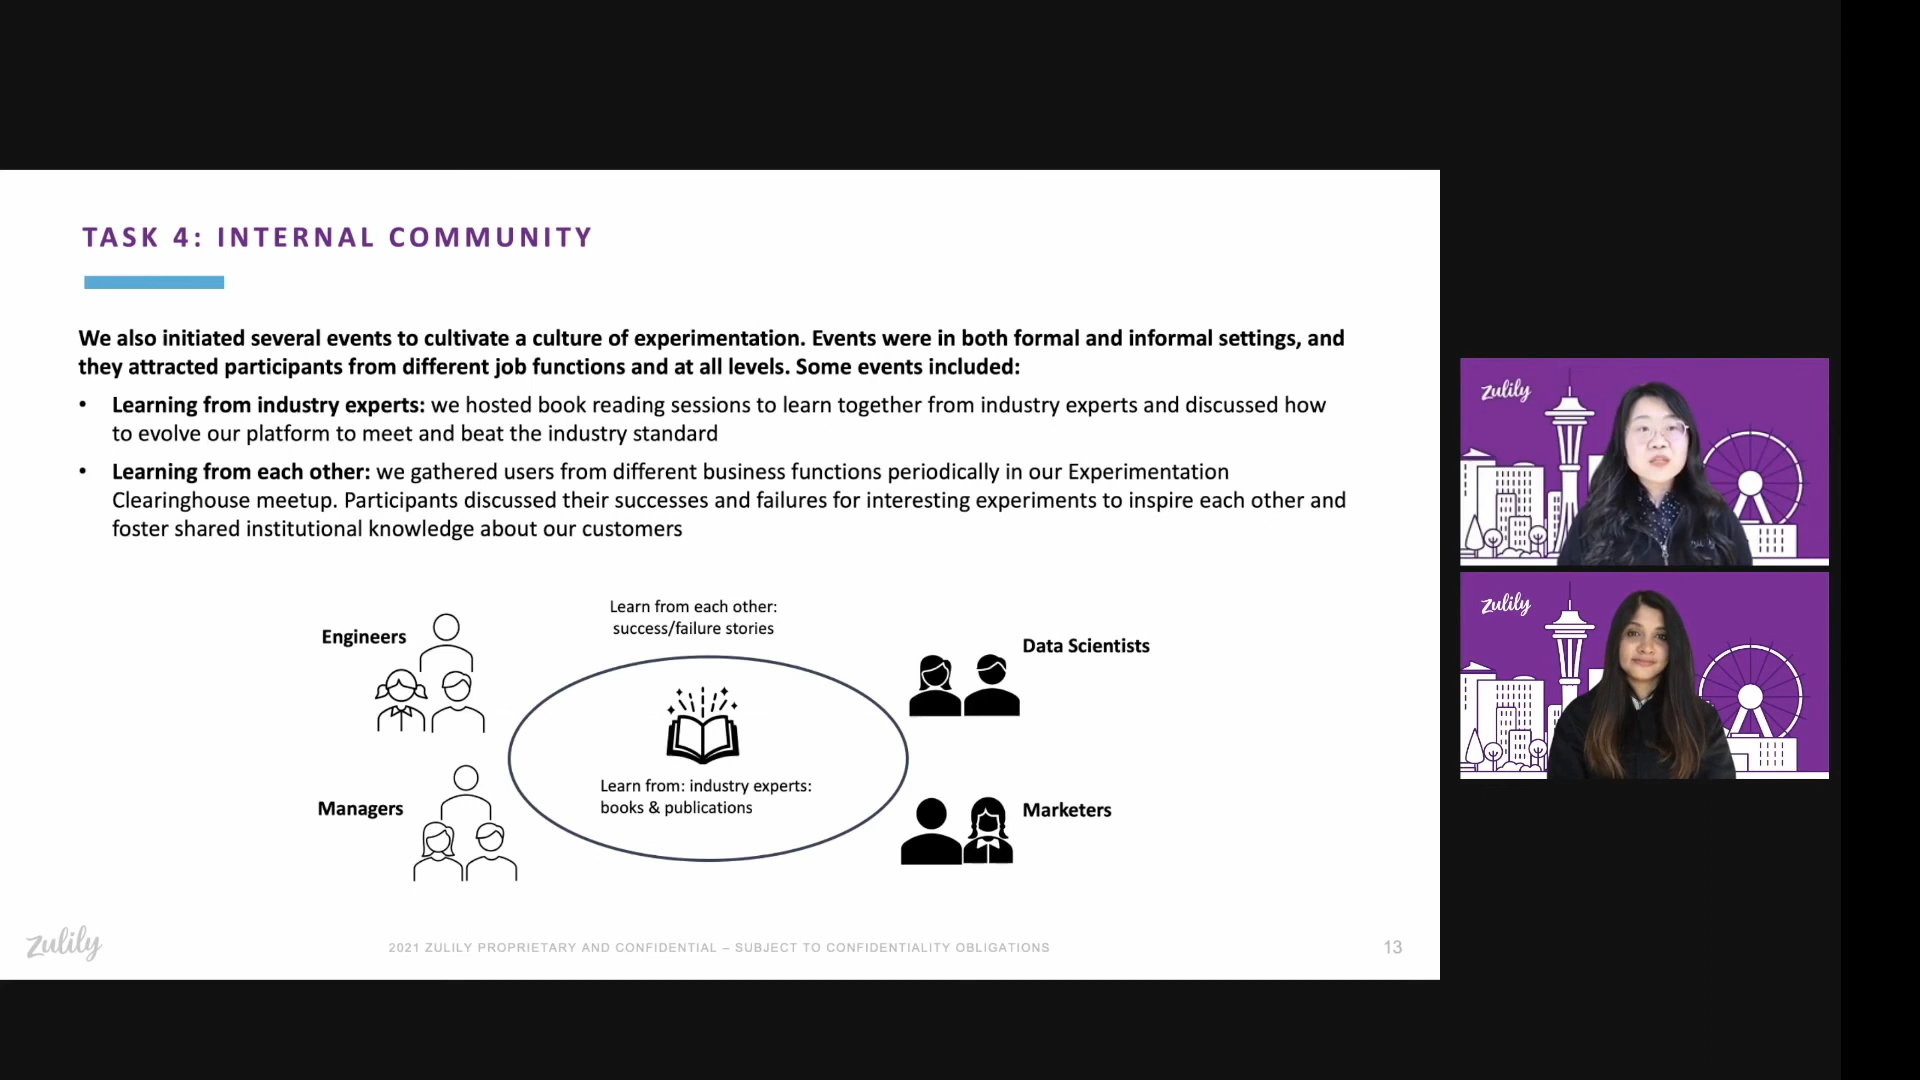 TASK 4: INTERNAL COMMUNITY
We also initiated several events to cultivate a culture of experimentation. Events were in both formal and informal settings, and
they attracted participants from different job functions and at all levels. Some events included:
• Learning from industry experts: we hosted book reading sessions to learn together from industry experts and discussed how
to evolve our platform to meet and beat the industry standard
• Learning from each other: we gathered users from different business functions periodically in our Experimentation
Clearinghouse meetup. Participants discussed their successes and failures for interesting experiments to inspire each other and
foster shared institutional knowledge about our customers
Engineers
Learn from each other:
success/failure stories
Data Scientists
Learn from: industry experts:
books & publications
Managers
Marketers
zulily
2021 ZULILY PROPRIETARY AND CONFIDENTIAL – SUBJECT TO CONFIDENTIALITY OBLIGATIONS
13
zulily
zulily